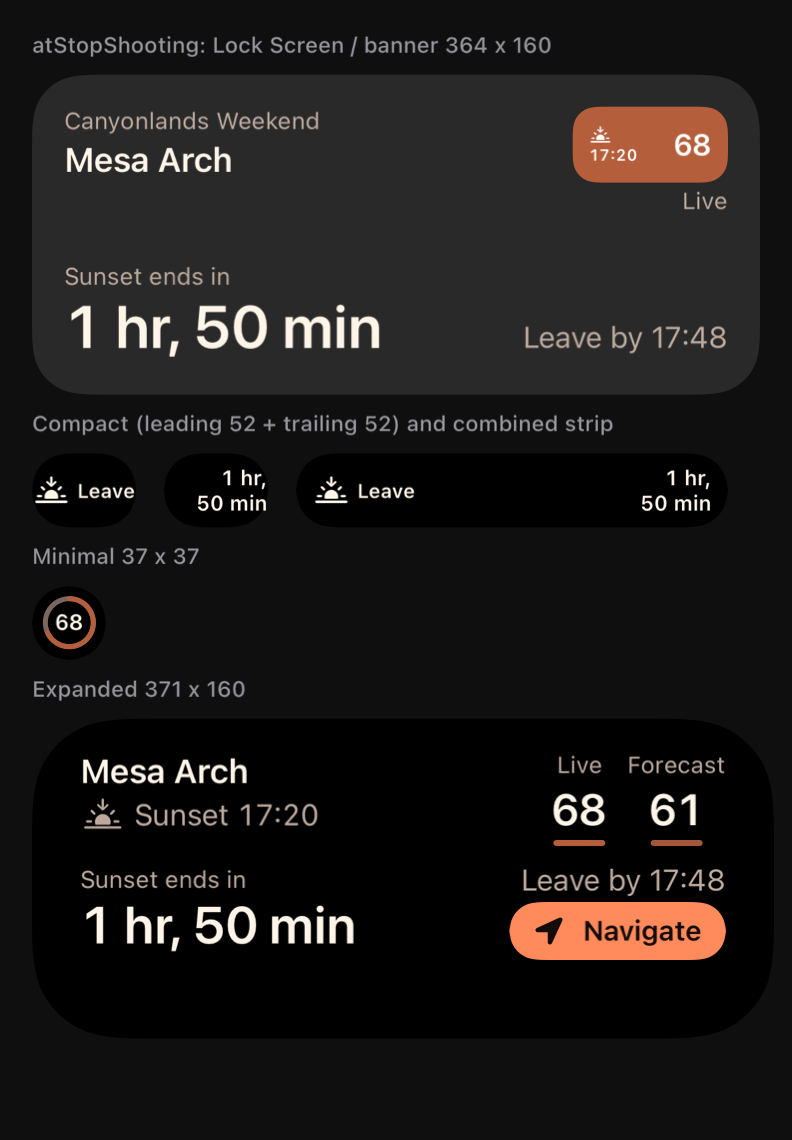 atStopShooting: Lock Screen / banner 364 x 160
Canyonlands Weekend
Mesa Arch
17:20
68
Live
Sunset ends in
1 hr, 50 min
Leave by 17:48
Compact (leading 52 + trailing 52) and combined strip
Leave
1 hr,
50 min
Leave
1 hr,
50 min
Minimal 37 x 37
68
Expanded 371 x 160
Mesa Arch
Sunset 17:20
Live Forecast
68 61
Sunset ends in
1 hr, 50 min
Leave by 17:48
Navigate